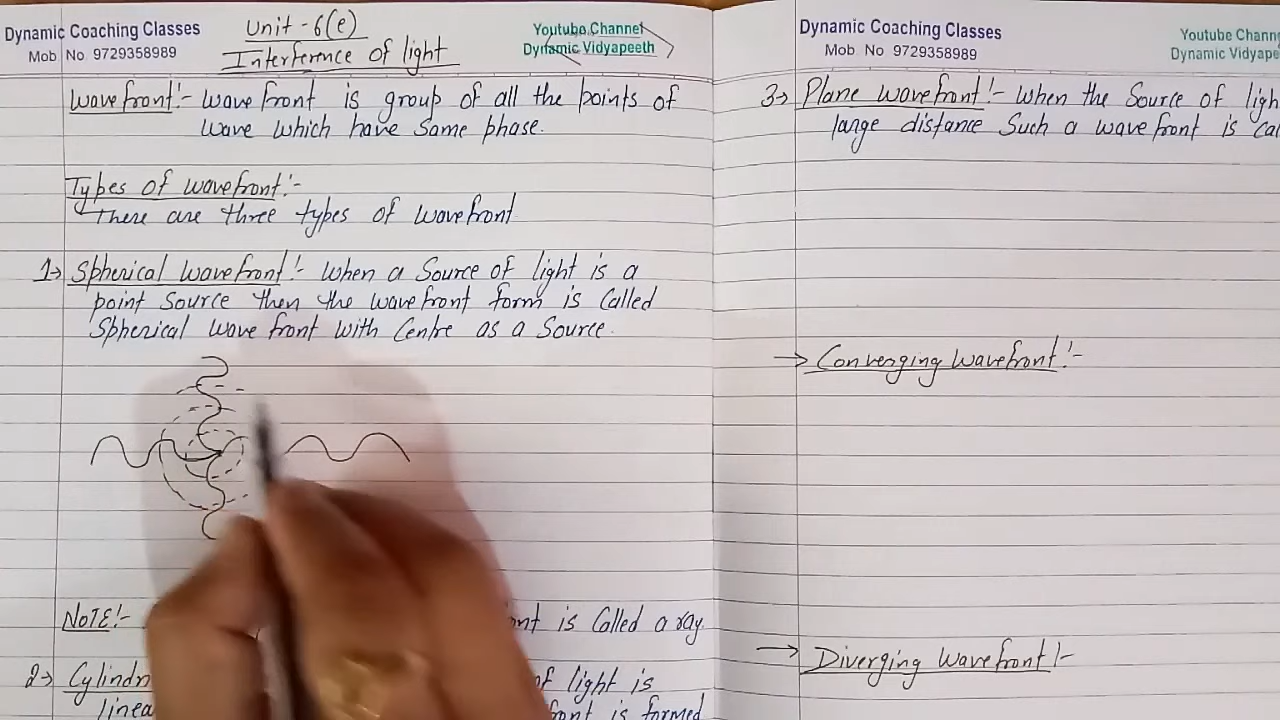 Dynamic Coaching Classes
Mob No 9729358989
Unit - 6(e)
Interference of light
Youtube Channel
Dynamic Vidyapeeth
Wavefront:- Wave front is group of all the points of
wave which have same phase.
Types of wavefront:-
There are three types of wavefront
1→ Spherical Wavefront:- When a Source of light is a
point source then the wavefront form is Called
Spherical wave front with Centre as a Source.
NOTE:-
is Called a ray.
2→
of light is
is formed
Dynamic Coaching Classes
Mob No 9729358989
Youtube
Dynamic
3→ Plane wavefront:- When the Source of
large distance Such a wavefront is
→ Converging Wavefront:-
→ Diverging Wavefront:-